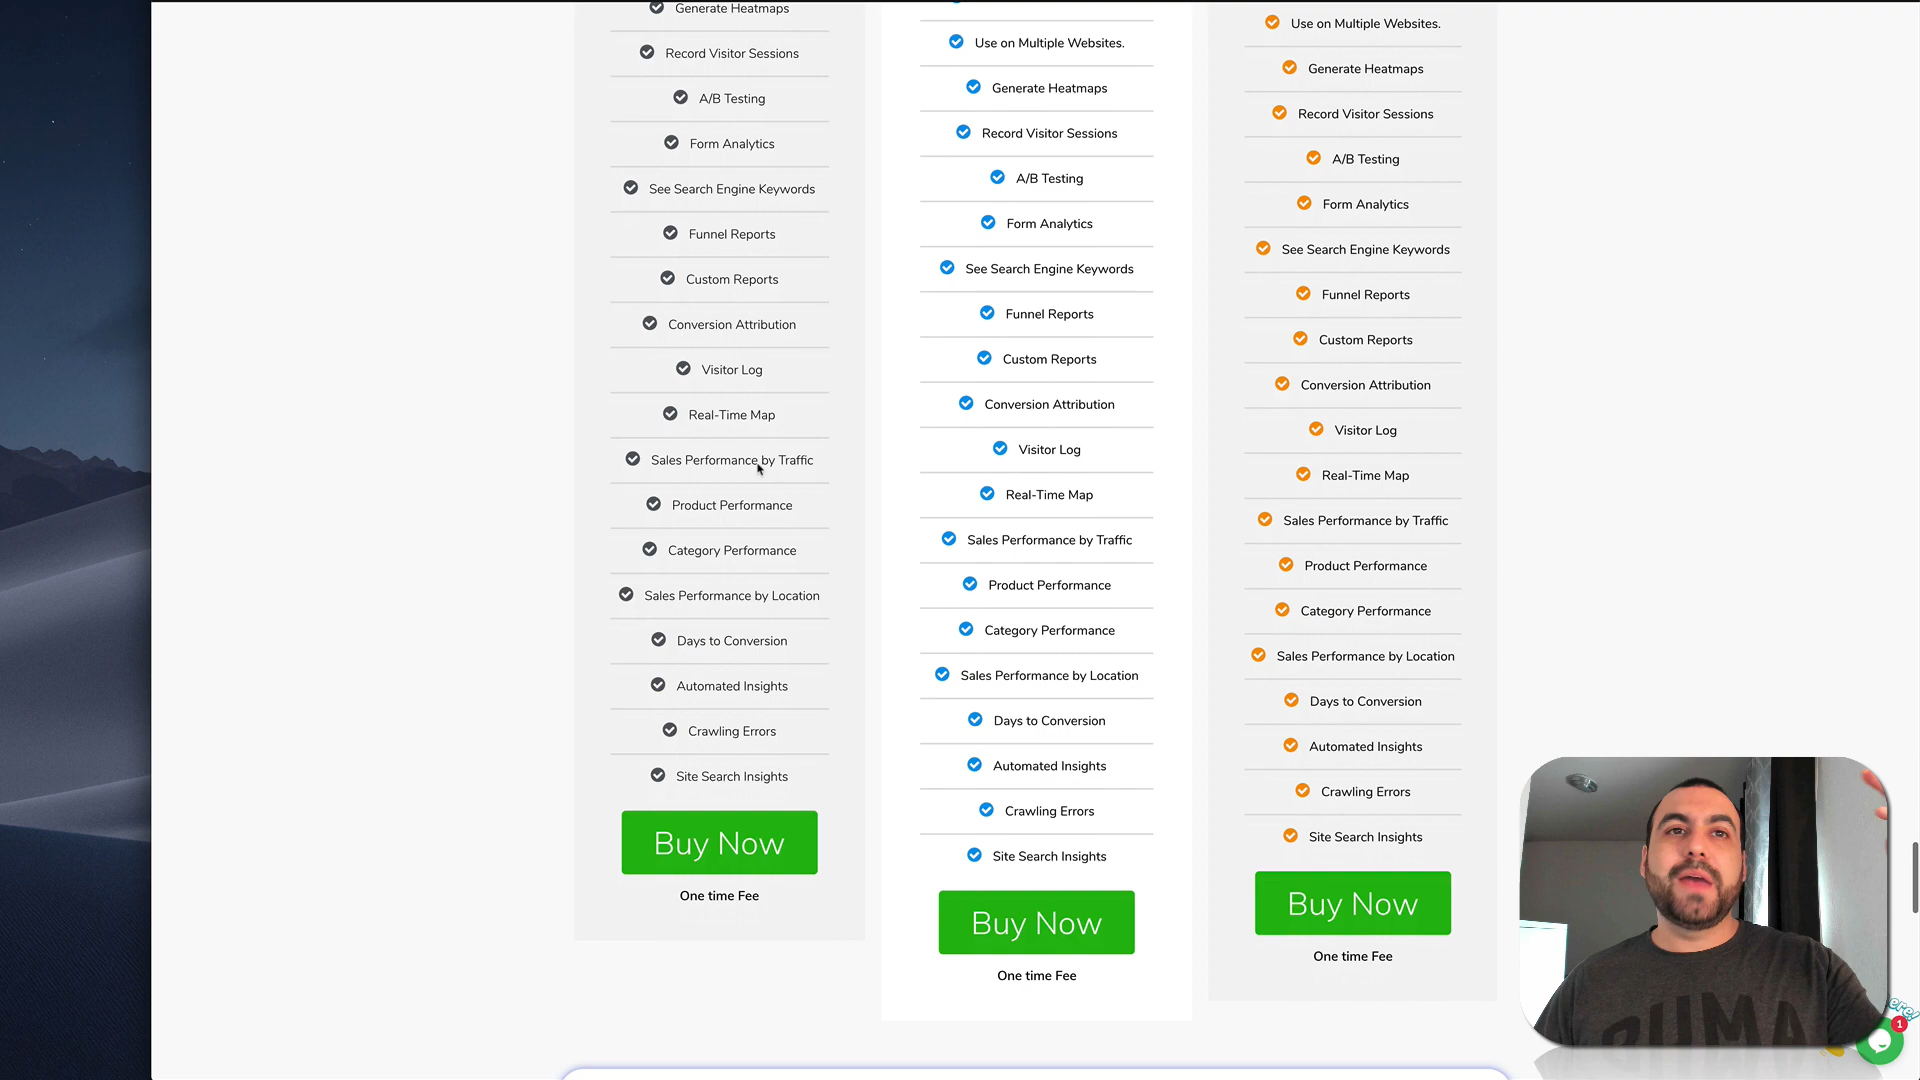 Generate Heatmaps
Record Visitor Sessions
A/B Testing
Form Analytics
See Search Engine Keywords
Funnel Reports
Custom Reports
Conversion Attribution
Visitor Log
Real-Time Map
Sales Performance by Traffic
Product Performance
Category Performance
Sales Performance by Location
Days to Conversion
Automated Insights
Crawling Errors
Site Search Insights
Buy Now
One time Fee
Use on Multiple Websites.
Generate Heatmaps
Record Visitor Sessions
A/B Testing
Form Analytics
See Search Engine Keywords
Funnel Reports
Custom Reports
Conversion Attribution
Visitor Log
Real-Time Map
Sales Performance by Traffic
Product Performance
Category Performance
Sales Performance by Location
Days to Conversion
Automated Insights
Crawling Errors
Site Search Insights
Buy Now
One time Fee
Use on Multiple Websites.
Generate Heatmaps
Record Visitor Sessions
A/B Testing
Form Analytics
See Search Engine Keywords
Funnel Reports
Custom Reports
Conversion Attribution
Visitor Log
Real-Time Map
Sales Performance by Traffic
Product Performance
Category Performance
Sales Performance by Location
Days to Conversion
Automated Insights
Crawling Errors
Site Search Insights
Buy Now
One time Fee
PUMA
1